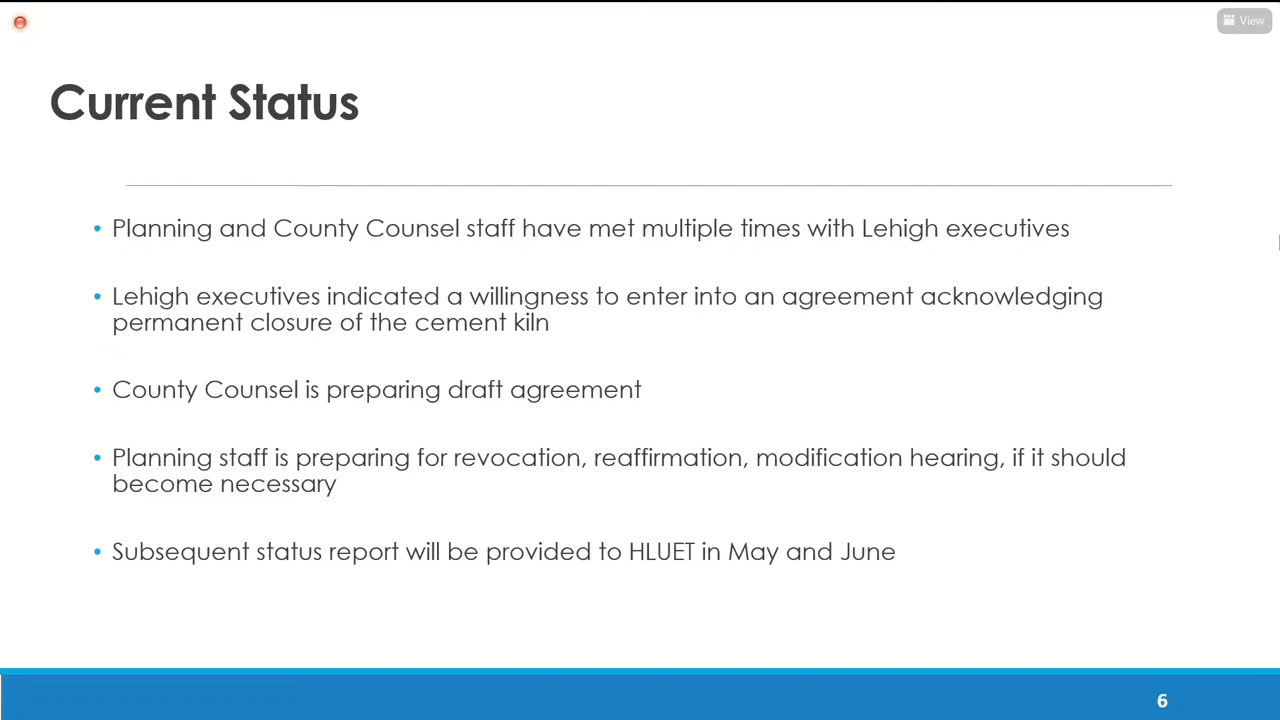 View
Current Status
• Planning and County Counsel staff have met multiple times with Lehigh executives
• Lehigh executives indicated a willingness to enter into an agreement acknowledging
permanent closure of the cement kiln
• County Counsel is preparing draft agreement
• Planning staff is preparing for revocation, reaffirmation, modification hearing, if it should
become necessary
• Subsequent status report will be provided to HLUET in May and June
6